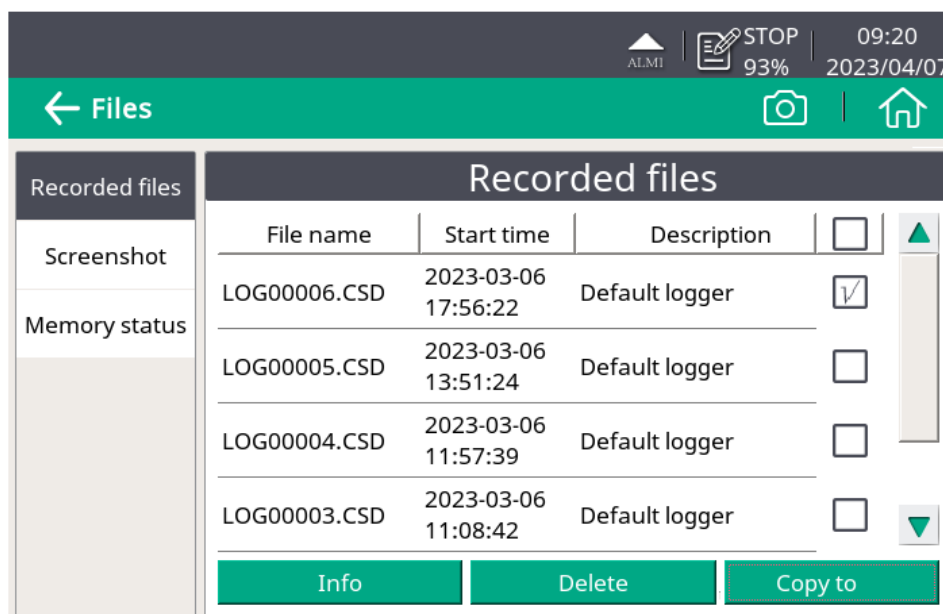 ALMI
STOP
93%
09:20
2023/04/07
Files
Recorded files
Screenshot
Memory status
Recorded files
File name Start time Description
LOG00006.CSD 2023-03-06 17:56:22 Default logger
LOG00005.CSD 2023-03-06 13:51:24 Default logger
LOG00004.CSD 2023-03-06 11:57:39 Default logger
LOG00003.CSD 2023-03-06 11:08:42 Default logger
Info Delete Copy to